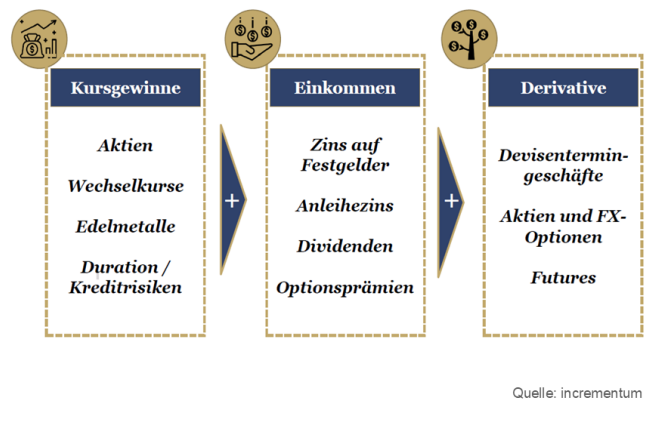 Kursgewinne
Aktien
Wechselkurse
Edelmetalle
Duration /
Kreditrisiken
+
Einkommen
Zins auf
Festgelder
Anleihezins
Dividenden
Optionsprämien
+
Derivative
Devisentermin-
geschäfte
Aktien und FX-
Optionen
Futures
Quelle: incrementum